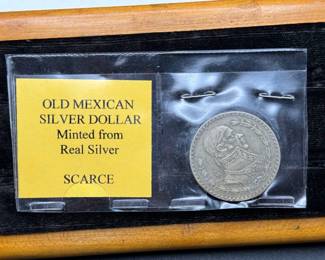 OLD MEXICAN
SILVER DOLLAR
Minted from
Real Silver
SCARCE